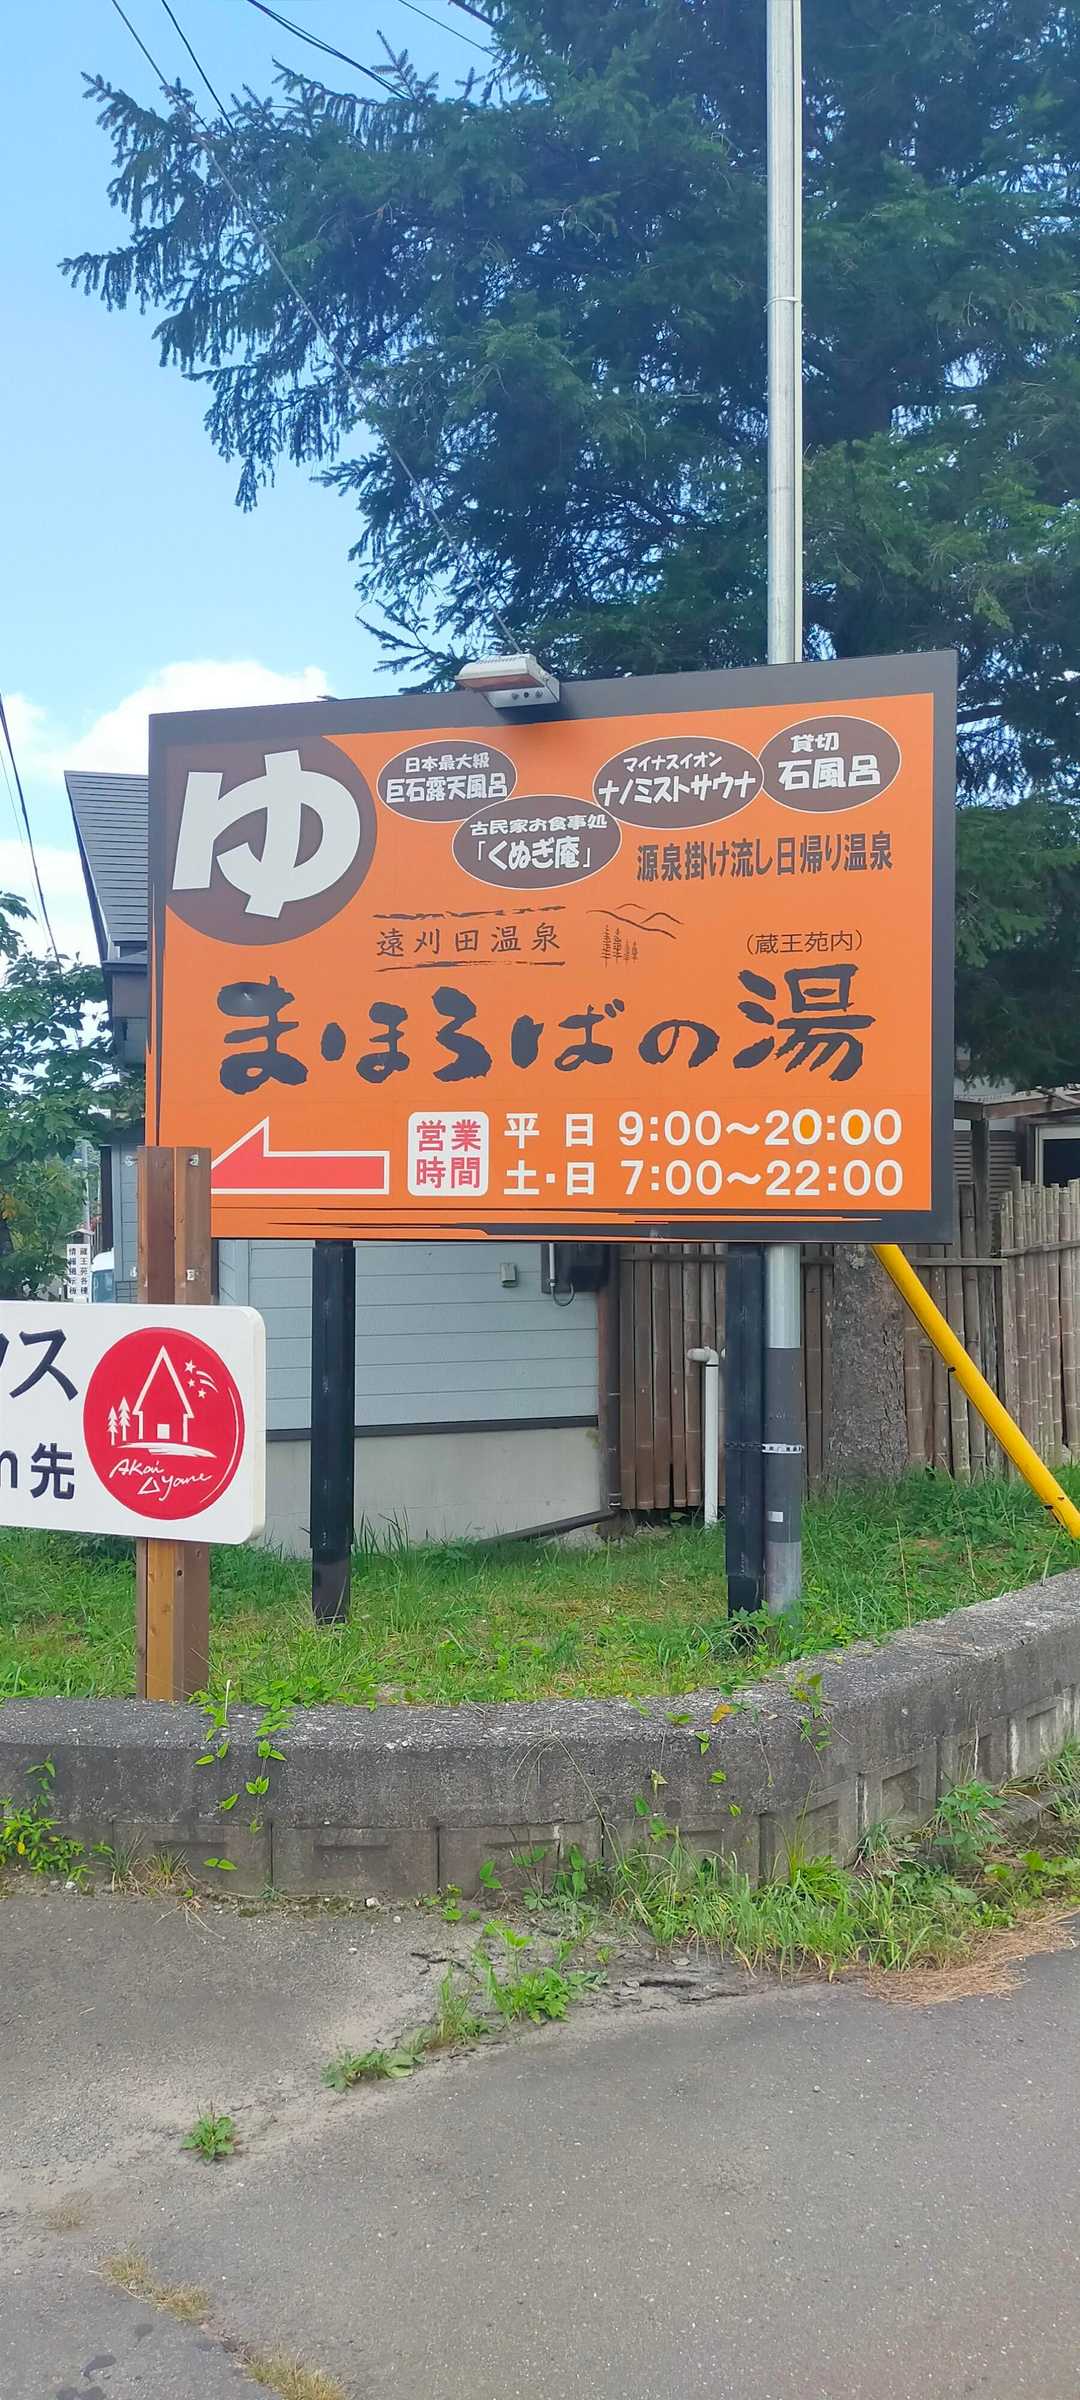 ゆ
日本最大級
巨石露天風呂
古民家お食事処
「くぬぎ庵」
マイナスイオン
ナノミストサウナ
貸切
石風呂
源泉掛け流し日帰り温泉
遠刈田温泉
(蔵王苑内)
まほろばの湯
営業
時間
平 日 9:00〜20:00
土・日 7:00〜22:00
ウス
m先
Akai
Yane